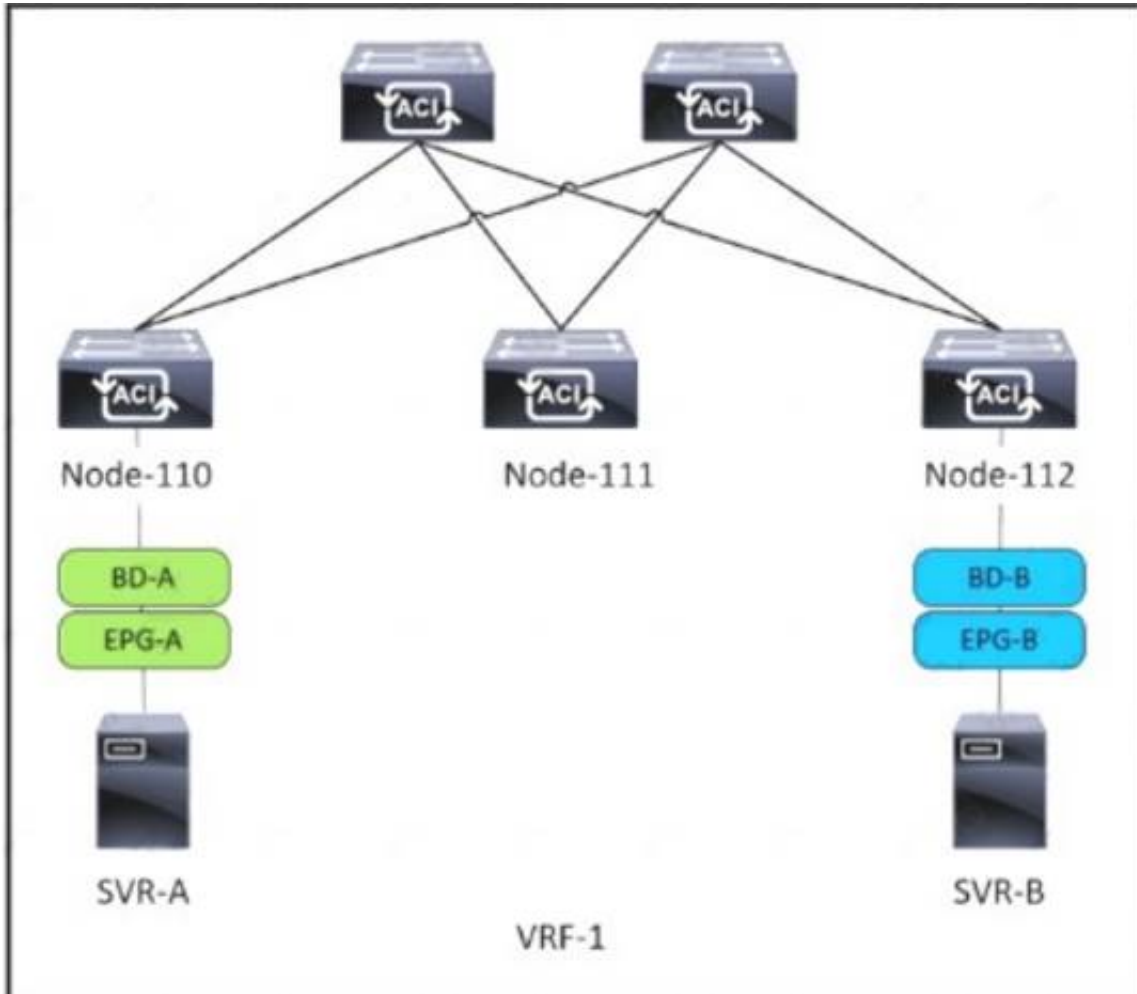 ACI ACI
ACI ACI ACI
Node-110 Node-111 Node-112
BD-A BD-B
EPG-A EPG-B
SVR-A SVR-B
VRF-1